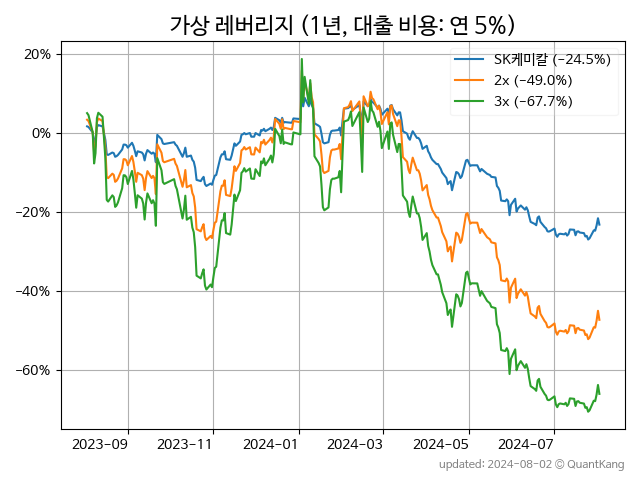 가상 레버리지 (1년, 대출 비용: 연 5%)
SK케미칼 (−24.5%)
2x (−49.0%)
3x (−67.7%)
20%
0%
−20%
−40%
−60%
2023-09 2023-11 2024-01 2024-03 2024-05 2024-07
updated: 2024-08-02 © QuantKang